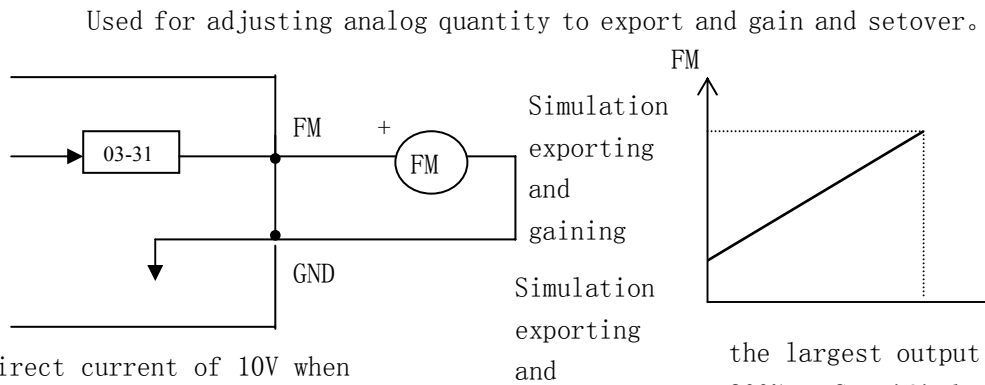 Used for adjusting analog quantity to export and gain and setover。
FM
Simulation
exporting
and
gaining
FM +
03-31
FM
GND
Simulation
exporting
and
direct current of 10V when
the largest output